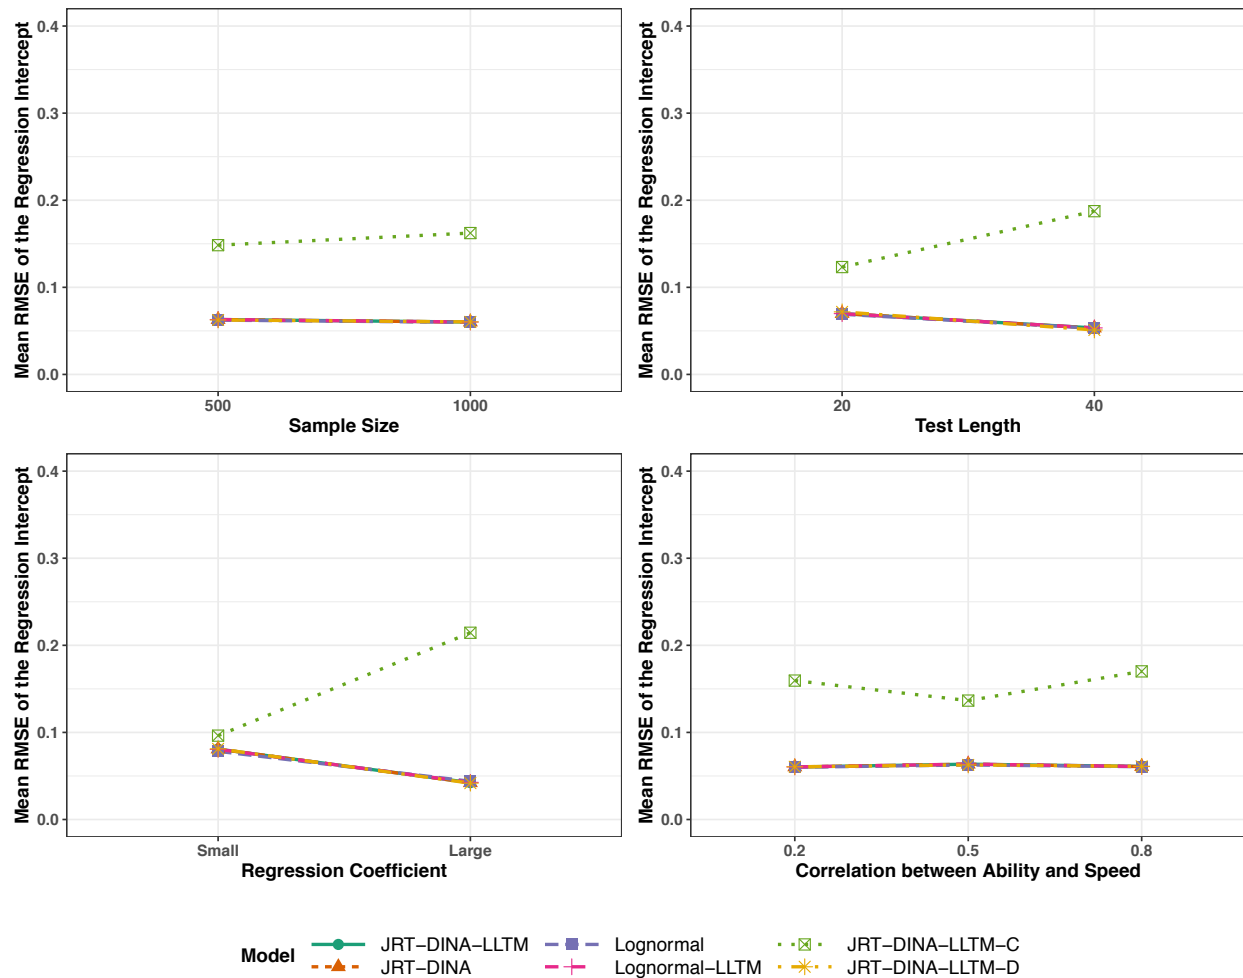 Mean RMSE of the Regression Intercept
0.4
0.3
0.2
0.1
0.0
500 1000
Sample Size
Mean RMSE of the Regression Intercept
0.4
0.3
0.2
0.1
0.0
20 40
Test Length
Mean RMSE of the Regression Intercept
0.4
0.3
0.2
0.1
0.0
Small Large
Regression Coefficient
Mean RMSE of the Regression Intercept
0.4
0.3
0.2
0.1
0.0
0.2 0.5 0.8
Correlation between Ability and Speed
Model
JRT−DINA−LLTM Lognormal JRT−DINA−LLTM−C
JRT−DINA Lognormal−LLTM JRT−DINA−LLTM−D